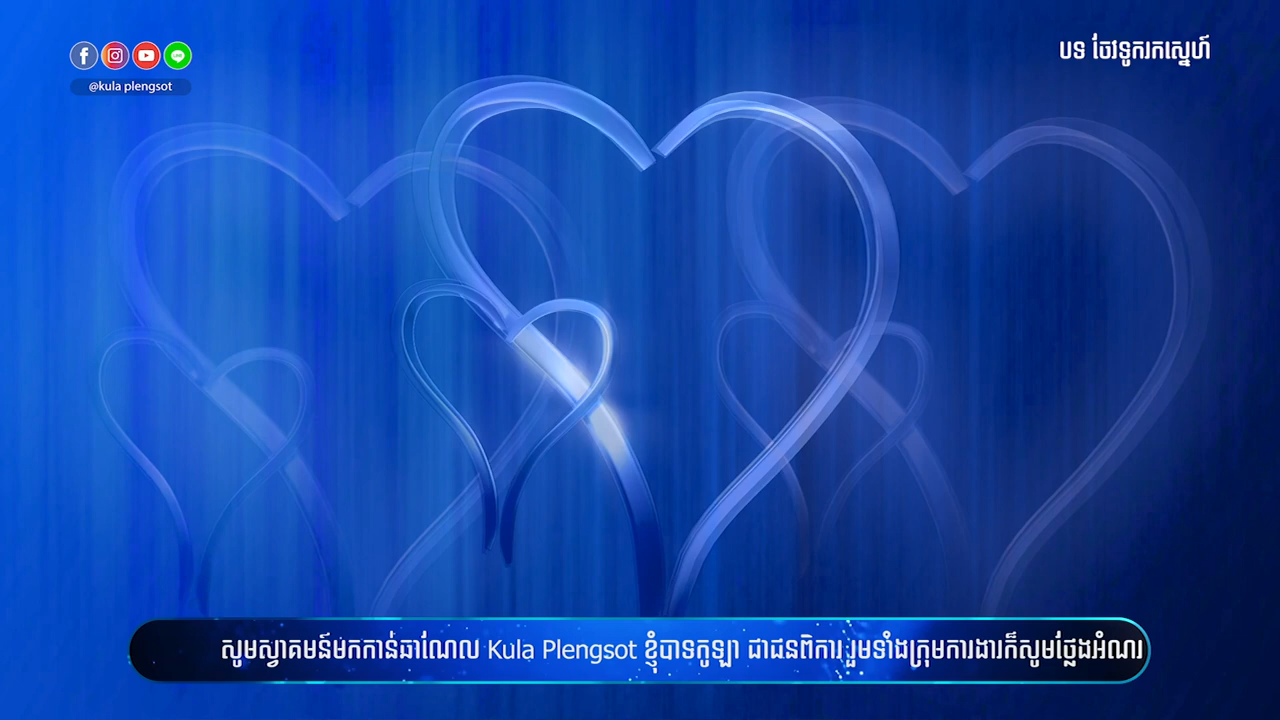 បទ ចែវទូករកស្នេហ៍
@kula plengsot
សូមស្វាគមន៍មកកាន់ឆាណែល Kula Plengsot ខ្ញុំបាទកូឡា ជាជនពិការ រួមទាំងក្រុមការងារក៏សូមថ្លែងអំណរ